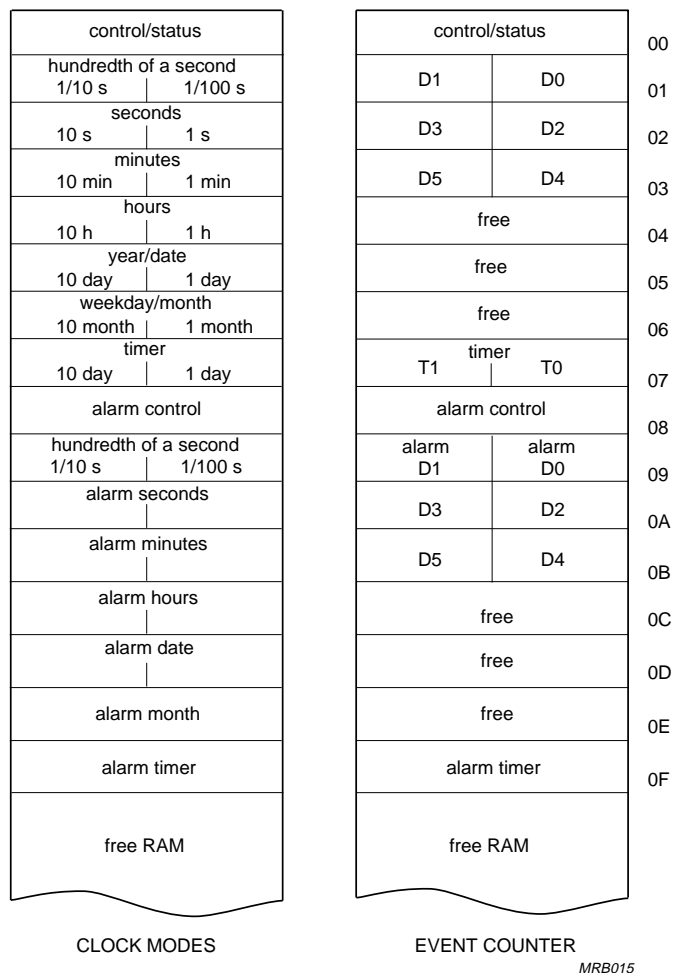 control/status
hundredth of a second
1/10 s 1/100 s
seconds
10 s 1 s
minutes
10 min 1 min
hours
10 h 1 h
year/date
10 day 1 day
weekday/month
10 month 1 month
timer
10 day 1 day
alarm control
hundredth of a second
1/10 s 1/100 s
alarm seconds
alarm minutes
alarm hours
alarm date
alarm month
alarm timer
free RAM
CLOCK MODES
control/status
D1 D0
D3 D2
D5 D4
free
free
free
timer
T1 T0
alarm control
alarm alarm
D1 D0
D3 D2
D5 D4
free
free
free
alarm timer
free RAM
EVENT COUNTER
00
01
02
03
04
05
06
07
08
09
0A
0B
0C
0D
0E
0F
MRB015